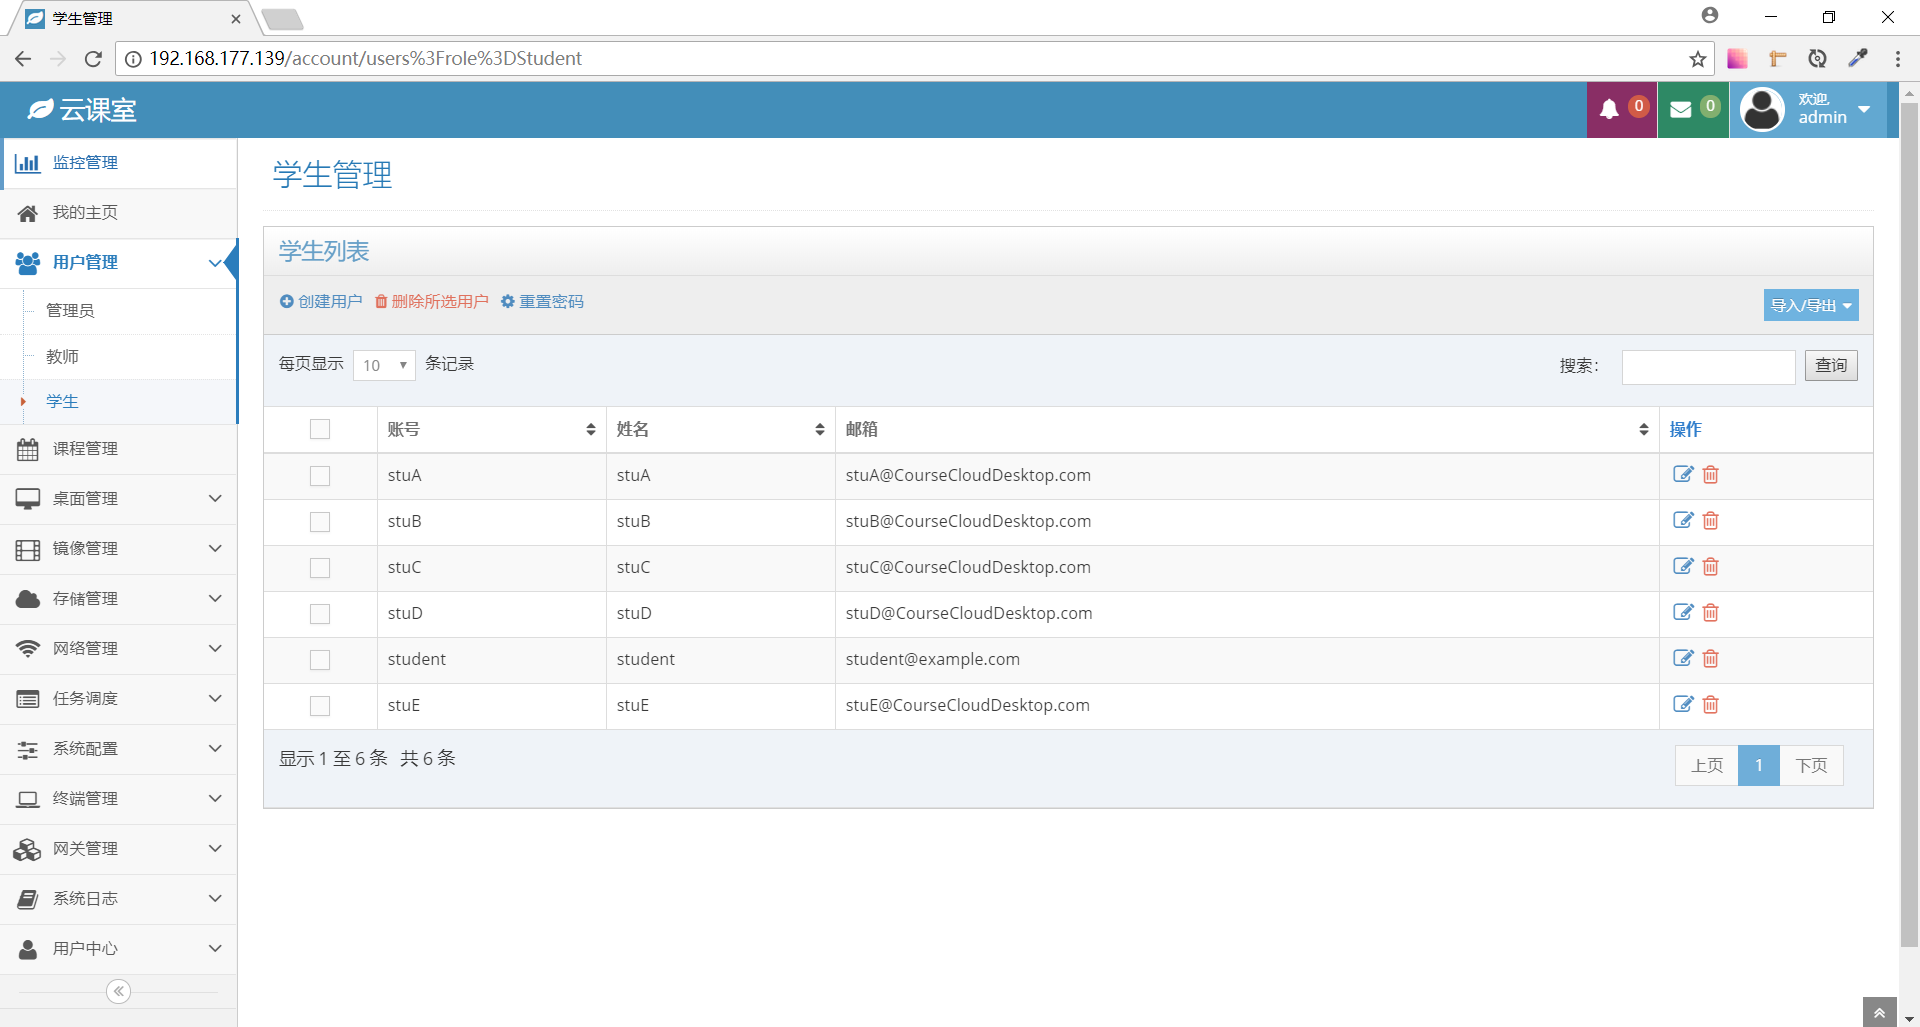 学生管理
192.168.177.139/account/users%3Frole%3DStudent
云课室
0
0
欢迎,
admin
监控管理
我的主页
用户管理
管理员
教师
学生
课程管理
桌面管理
镜像管理
存储管理
网络管理
任务调度
系统配置
终端管理
网关管理
系统日志
用户中心
学生管理
学生列表
创建用户 删除所选用户 重置密码
导入/导出
每页显示 10 条记录
搜索: 查询
账号 姓名 邮箱 操作
stuA stuA stuA@CourseCloudDesktop.com
stuB stuB stuB@CourseCloudDesktop.com
stuC stuC stuC@CourseCloudDesktop.com
stuD stuD stuD@CourseCloudDesktop.com
student student student@example.com
stuE stuE stuE@CourseCloudDesktop.com
显示 1 至 6 条 共 6 条
上页 1 下页